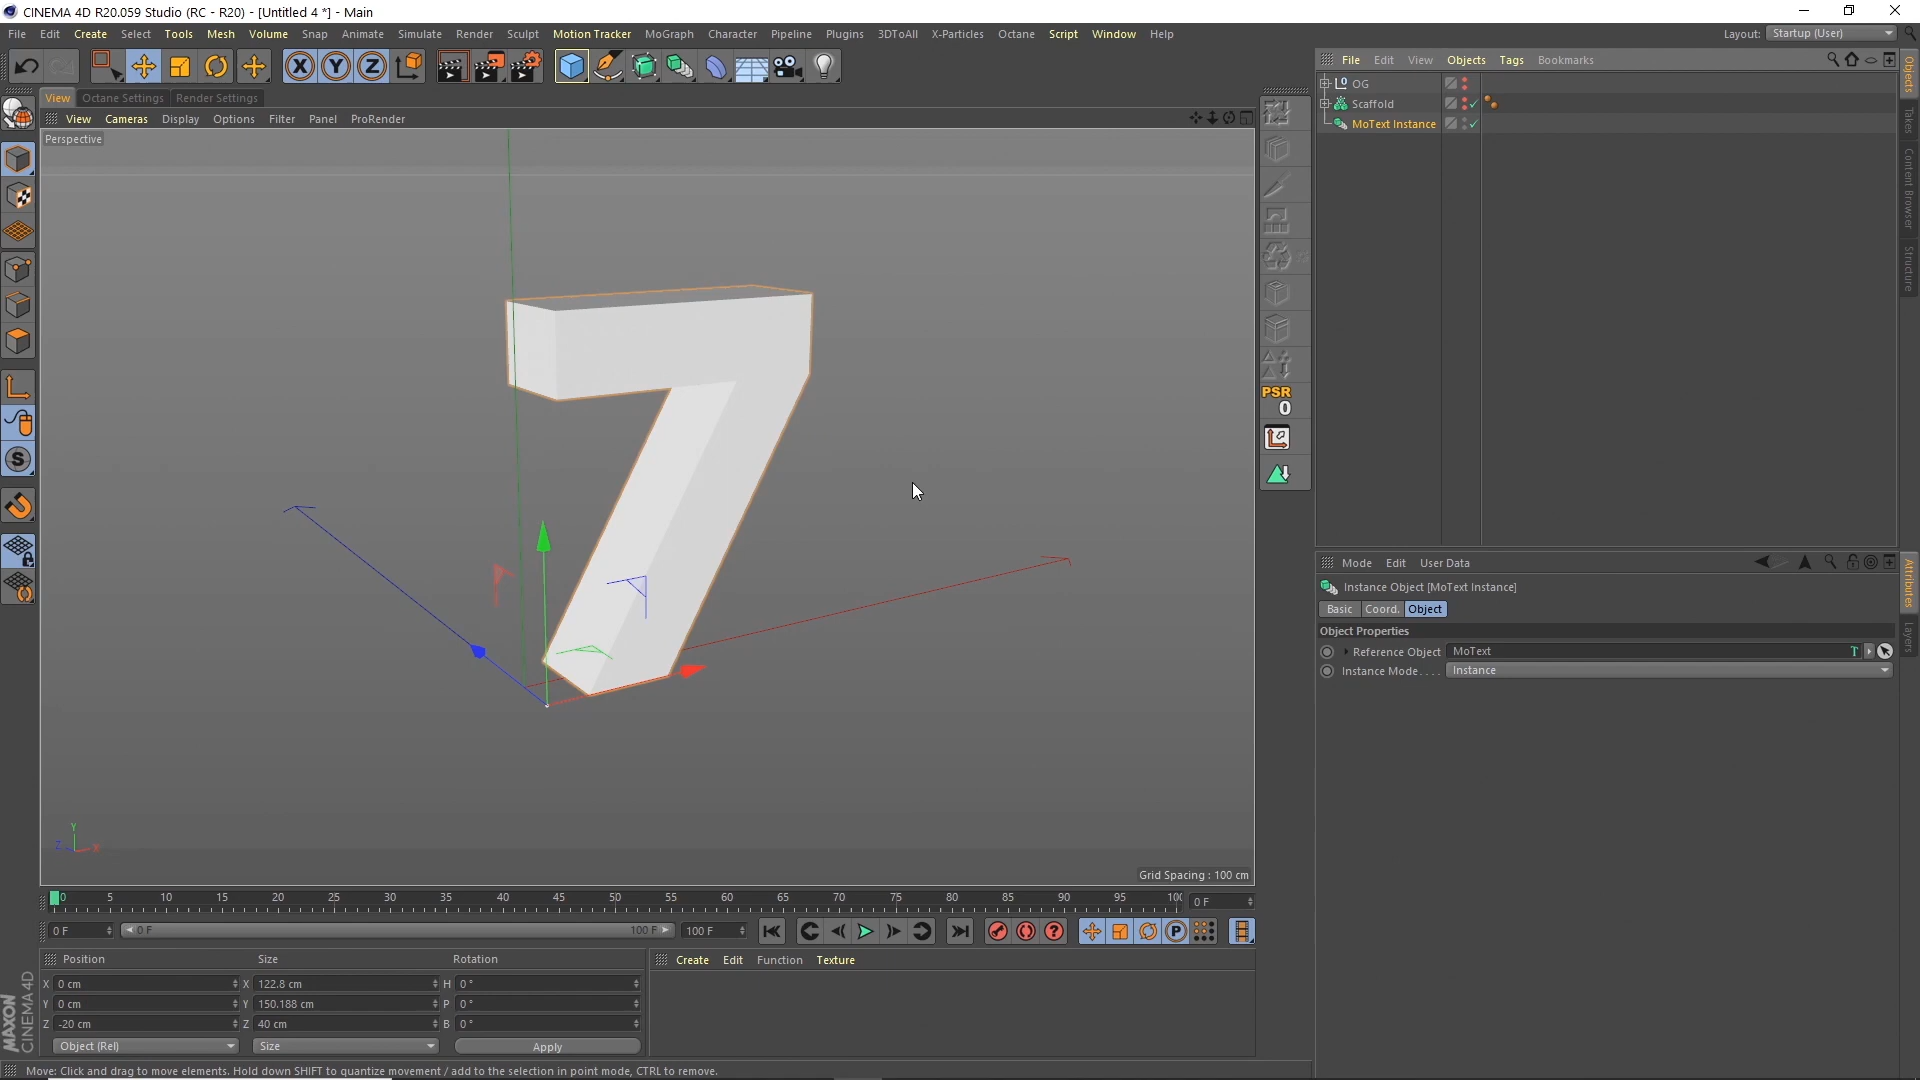 CINEMA 4D R20.059 Studio (RC - R20) - [Untitled 4 *] - Main
File Edit Create Select Tools Mesh Volume Snap Animate Simulate Render Sculpt Motion Tracker MoGraph Character Pipeline Plugins 3DToAll X-Particles Octane Script Window Help
Layout: Startup (User)
X Y Z
File Edit View Objects Tags Bookmarks
View Octane Settings Render Settings
View Cameras Display Options Filter Panel ProRender
Perspective
OG
Scaffold
MoText Instance
Objects
Takes
Content Browser
Structure
PSR
0
S
Mode Edit User Data
Instance Object [MoText Instance]
Basic Coord. Object
Object Properties
Reference Object MoText
Instance Mode.... Instance
Attributes
Layers
7
Y
Z X
Grid Spacing : 100 cm
0 5 10 15 20 25 30 35 40 45 50 55 60 65 70 75 80 85 90 95 100
0 F
0 F 0 F 100 F 100 F
P
Position Size Rotation
X 0 cm X 122.8 cm H 0 °
Y 0 cm Y 150.188 cm P 0 °
Z -20 cm Z 40 cm B 0 °
Object (Rel) Size Apply
Create Edit Function Texture
MAXON
CINEMA 4D
Move: Click and drag to move elements. Hold down SHIFT to quantize movement / add to the selection in point mode, CTRL to remove.